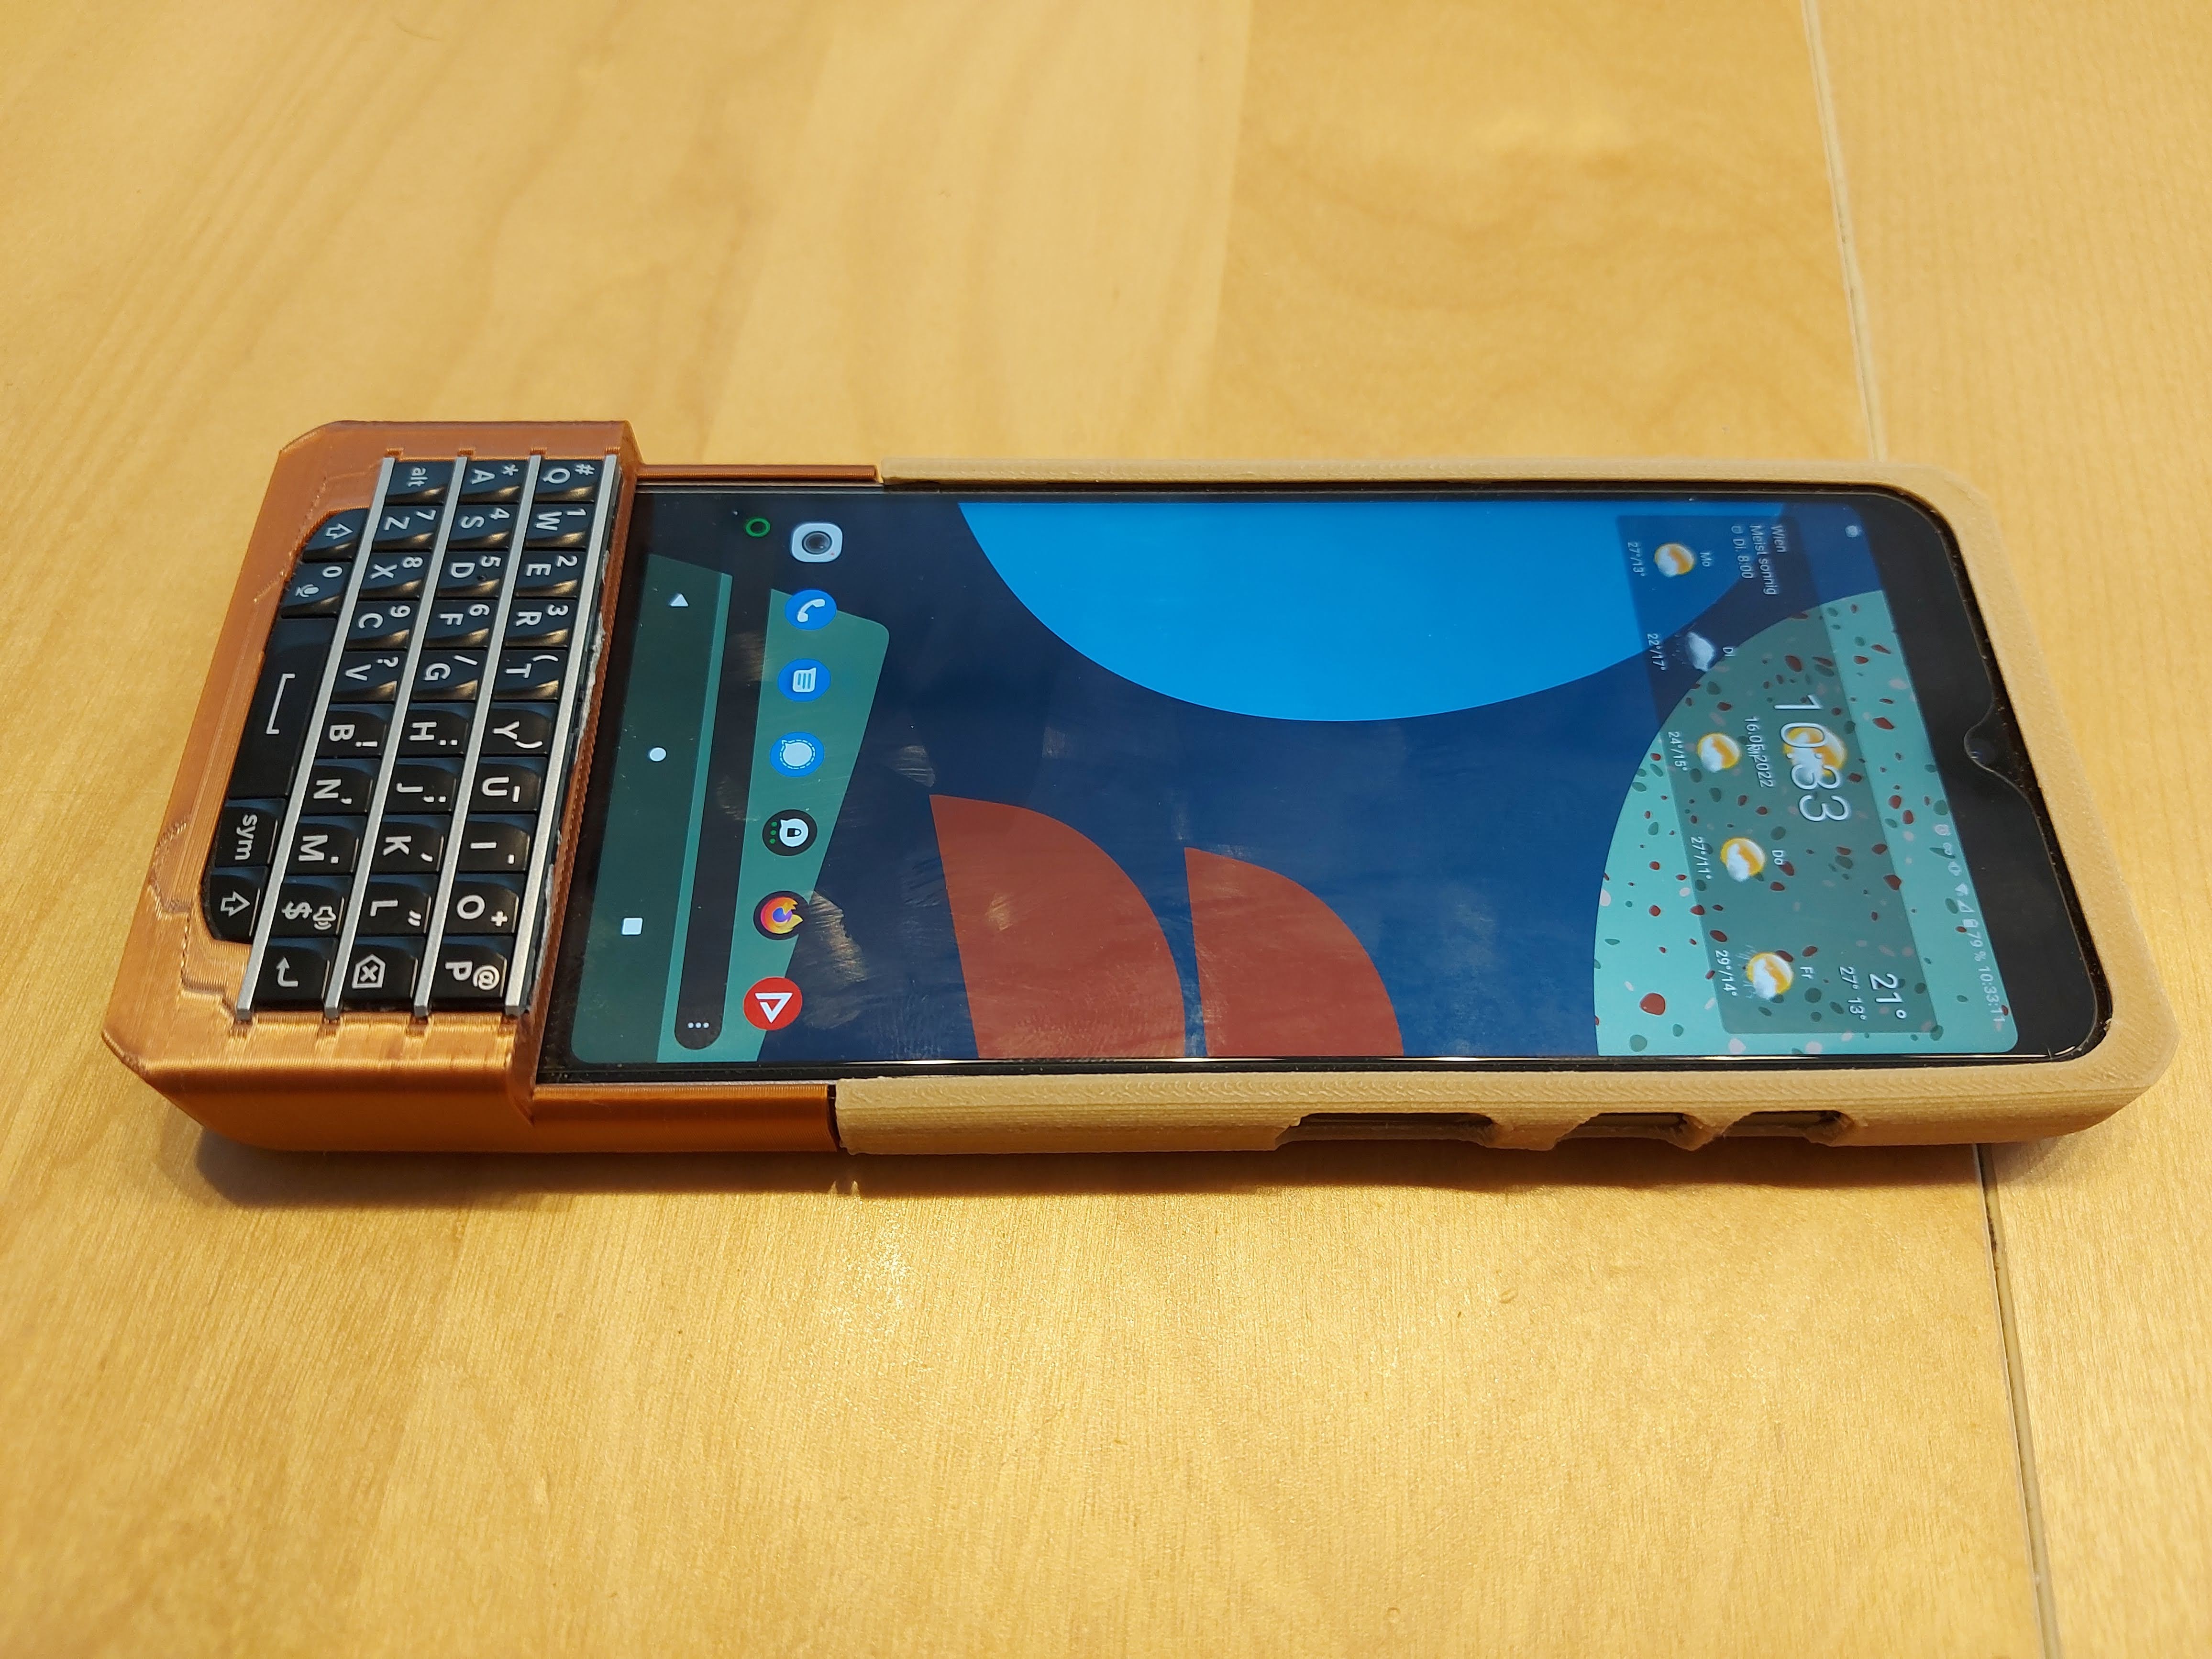 79 % 10:33:11
Wien
Meist sonnig
Di. 8:00
10:33
16.05.2022
21°
27° 13°
Mo
Di
Do
Fr
27°/13°
22°/17°
24°/15°
27°/11°
29°/14°
# 1 2 3 ( ) _ - + @
Q W E R T Y U I O P
* 4 5 6 / : ; ' "
A S D F G H J K L
7 8 9 ? ! , .
alt Z X C V B N M $
0 sym